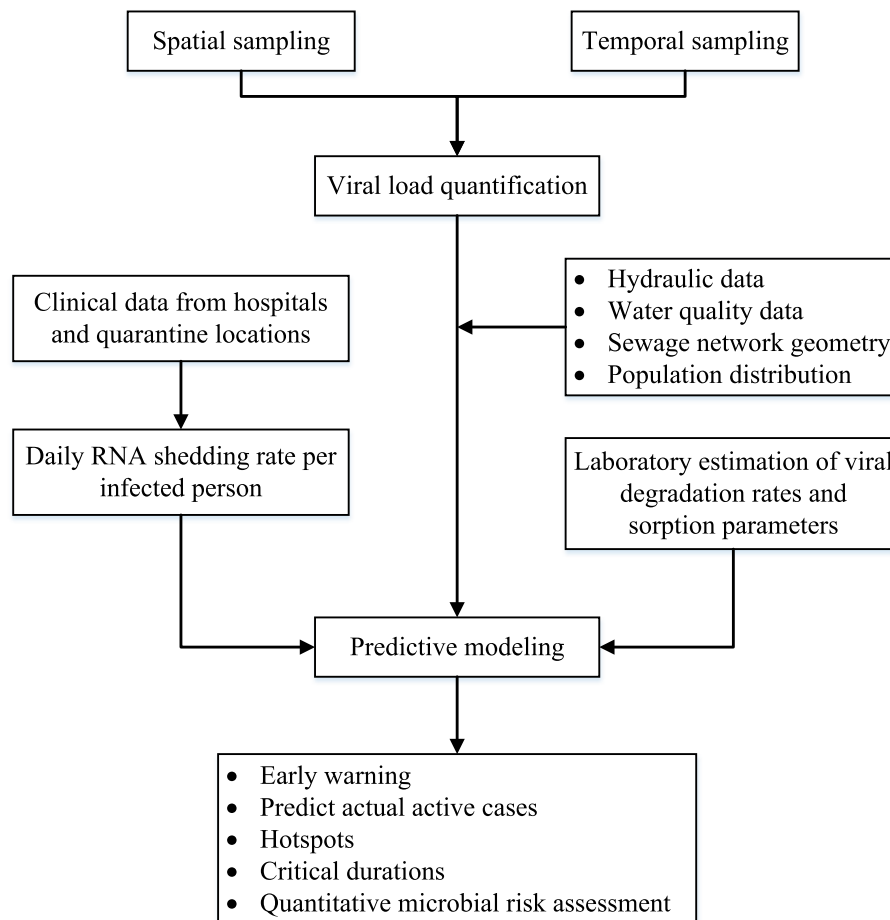 Spatial sampling
Temporal sampling
Viral load quantification
Clinical data from hospitals
and quarantine locations
• Hydraulic data
• Water quality data
• Sewage network geometry
• Population distribution
Daily RNA shedding rate per
infected person
Laboratory estimation of viral
degradation rates and
sorption parameters
Predictive modeling
• Early warning
• Predict actual active cases
• Hotspots
• Critical durations
• Quantitative microbial risk assessment